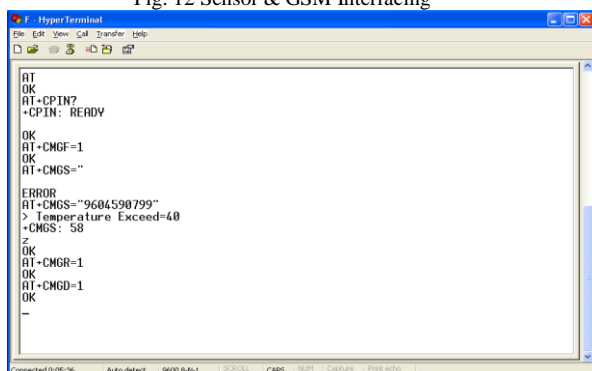 Fig. 12 Sensor & GSM Interfacing
F - HyperTerminal
File Edit View Call Transfer Help
AT
OK
AT+CPIN?
+CPIN: READY
OK
AT+CMGF=1
OK
AT+CMGS="
ERROR
AT+CMGS="9604590799"
> Temperature Exceed=40
+CMGS: 58
z
OK
AT+CMGR=1
OK
AT+CMGD=1
OK
_
Connected 0:05:36 Auto detect 9600 8-N-1 SCROLL CAPS NUM Capture Print echo